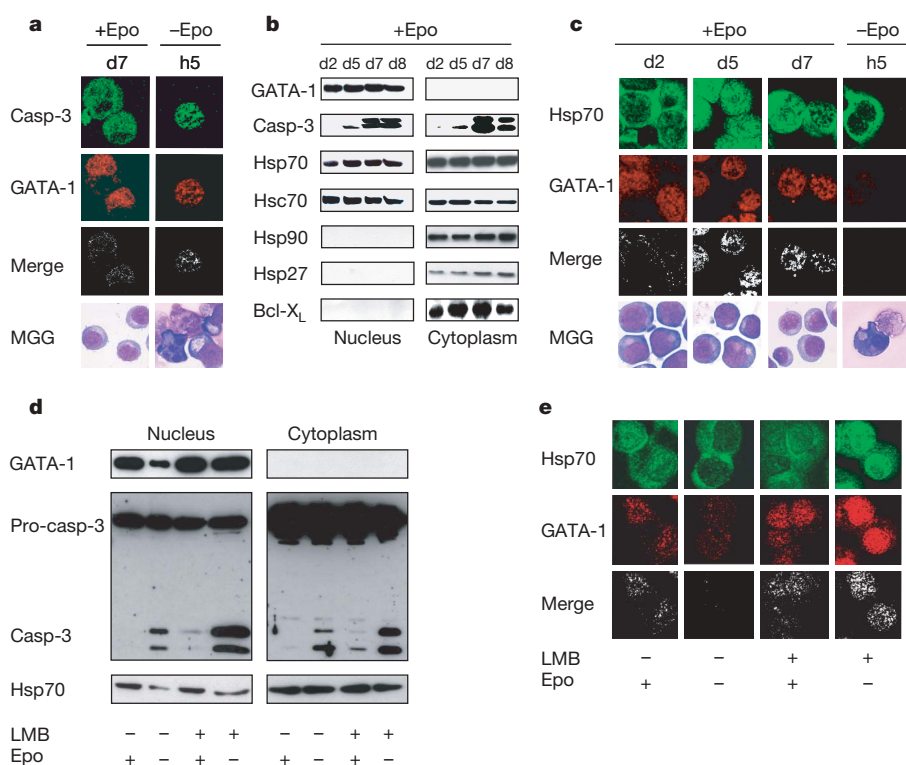 a
+Epo –Epo
d7 h5
Casp-3
GATA-1
Merge
MGG
b
+Epo
d2 d5 d7 d8 d2 d5 d7 d8
GATA-1
Casp-3
Hsp70
Hsc70
Hsp90
Hsp27
Bcl-XL
Nucleus Cytoplasm
c
+Epo –Epo
d2 d5 d7 h5
Hsp70
GATA-1
Merge
MGG
d
Nucleus Cytoplasm
GATA-1
Pro-casp-3
Casp-3
Hsp70
LMB – – + + – – + +
Epo + – + – + – + –
e
Hsp70
GATA-1
Merge
LMB – – + +
Epo + – + –